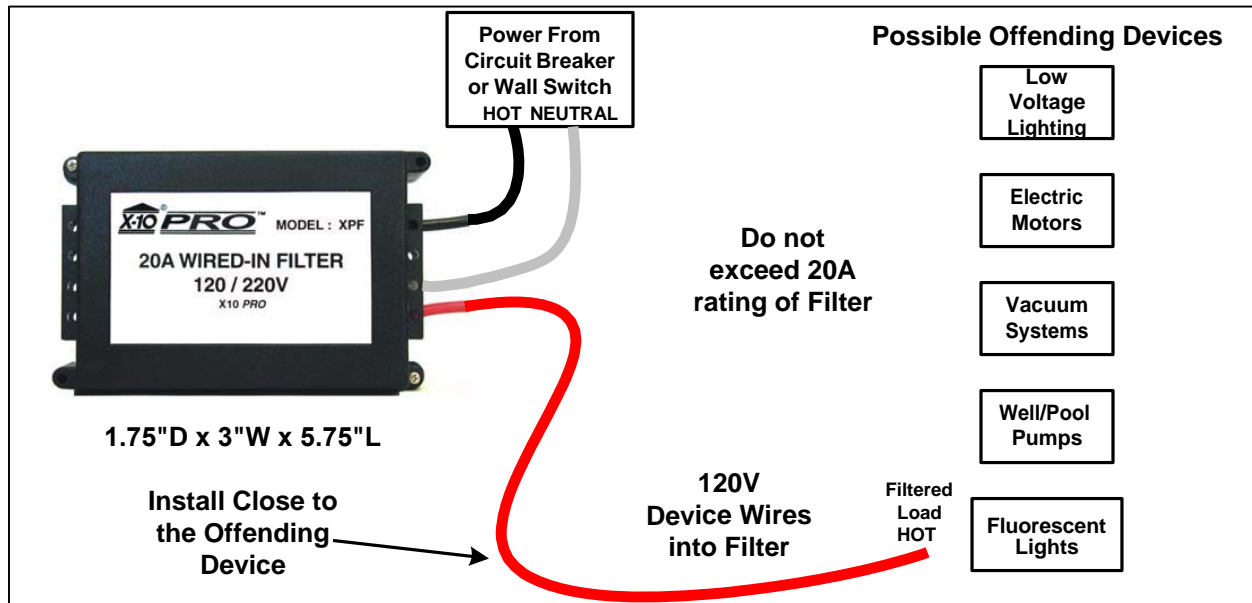 Power From
Circuit Breaker
or Wall Switch
HOT NEUTRAL
Possible Offending Devices
Low
Voltage
Lighting
Electric
Motors
Vacuum
Systems
Well/Pool
Pumps
Fluorescent
Lights
X-10® PRO™ MODEL : XPF
20A WIRED-IN FILTER
120 / 220V
X10 PRO
Do not
exceed 20A
rating of Filter
1.75"D x 3"W x 5.75"L
Install Close to
the Offending
Device
120V
Device Wires
into Filter
Filtered
Load
HOT